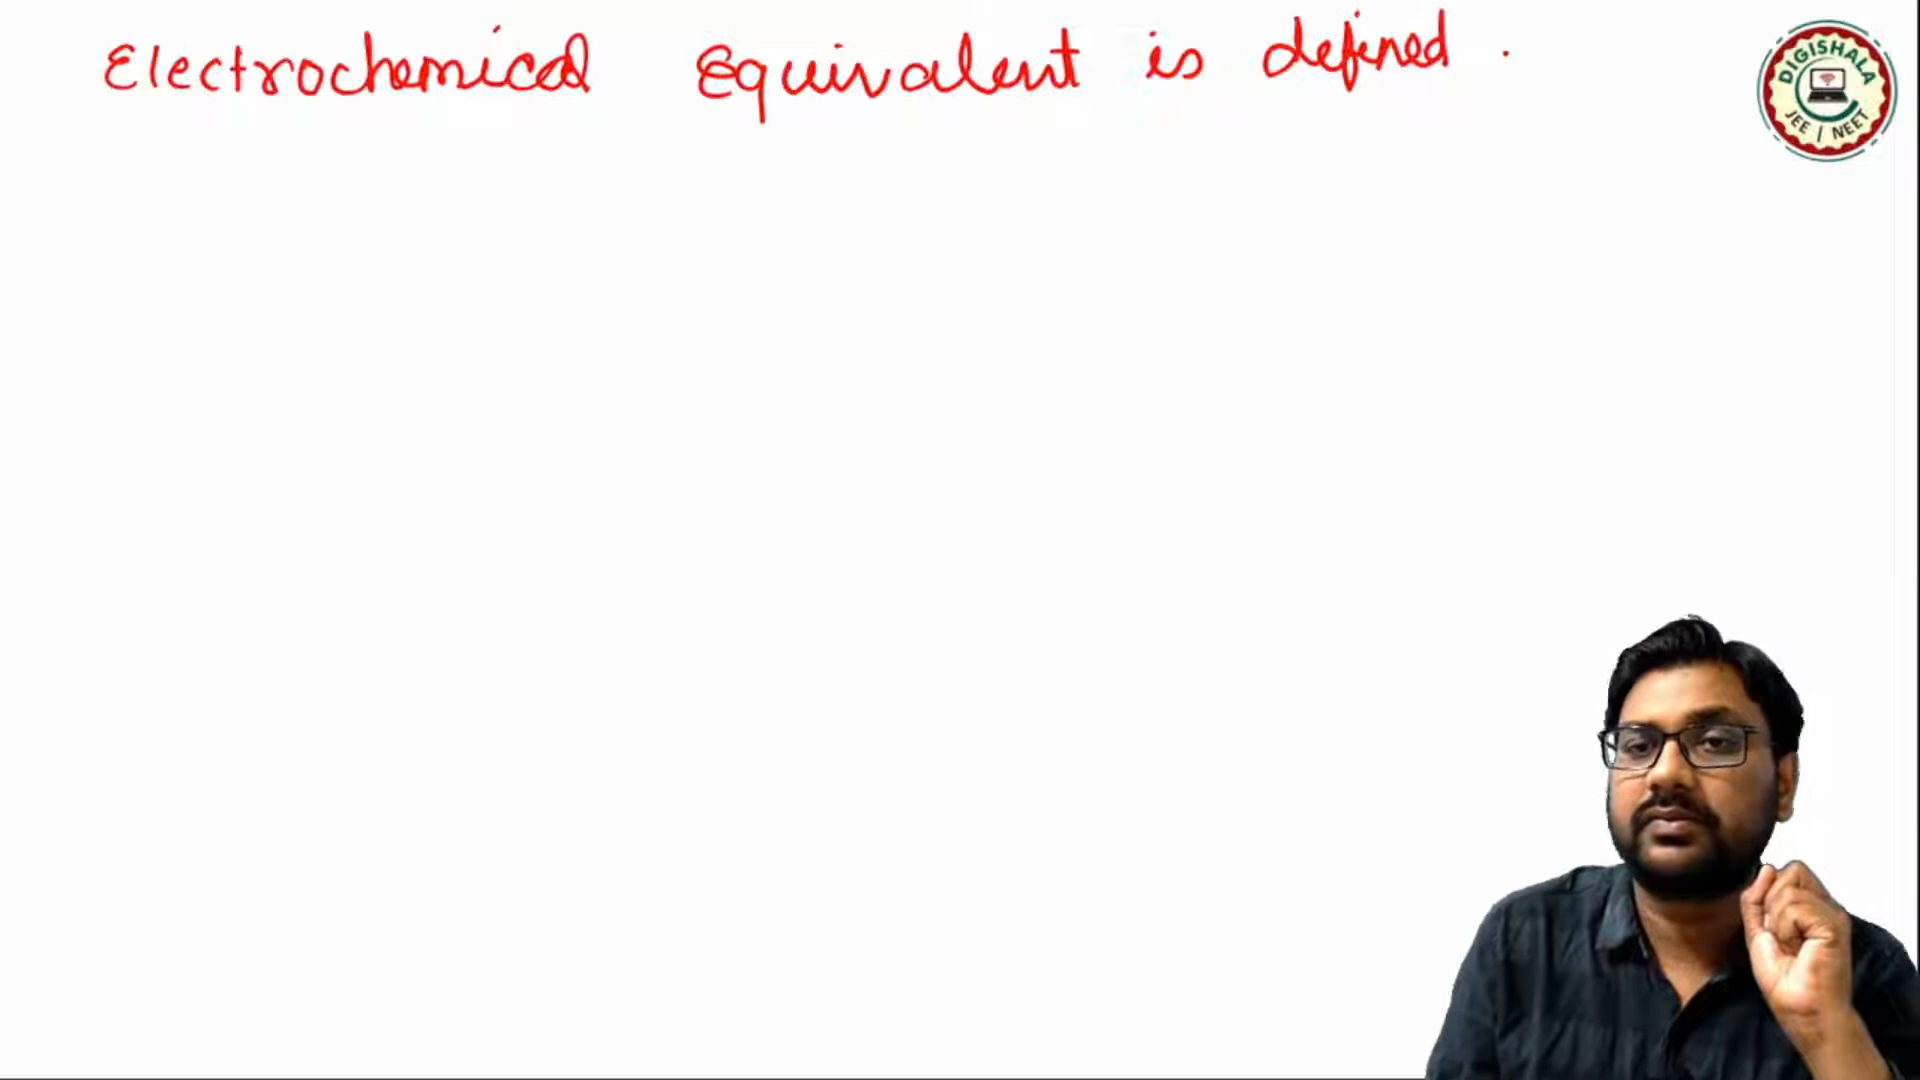 Electrochemical Equivalent is defined .
DIGISHALA
JEE | NEET